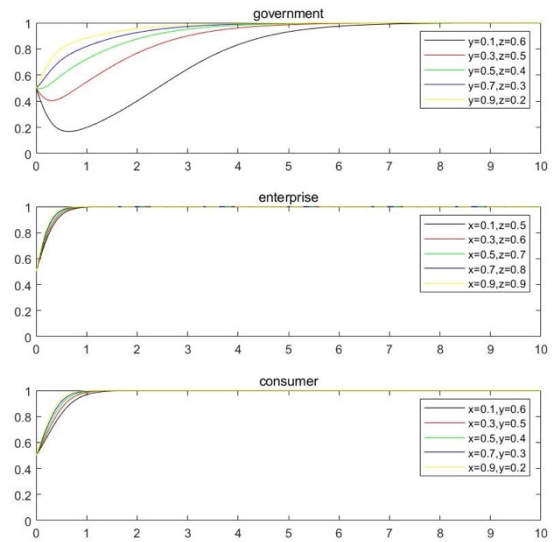 government
1
0.8
0.6
0.4
0.2
0
0 1 2 3 4 5 6 7 8 9 10
y=0.1,z=0.6
y=0.3,z=0.5
y=0.5,z=0.4
y=0.7,z=0.3
y=0.9,z=0.2
enterprise
1
0.8
0.6
0.4
0.2
0
0 1 2 3 4 5 6 7 8 9 10
x=0.1,z=0.5
x=0.3,z=0.6
x=0.5,z=0.7
x=0.7,z=0.8
x=0.9,z=0.9
consumer
1
0.8
0.6
0.4
0.2
0
0 1 2 3 4 5 6 7 8 9 10
x=0.1,y=0.6
x=0.3,y=0.5
x=0.5,y=0.4
x=0.7,y=0.3
x=0.9,y=0.2